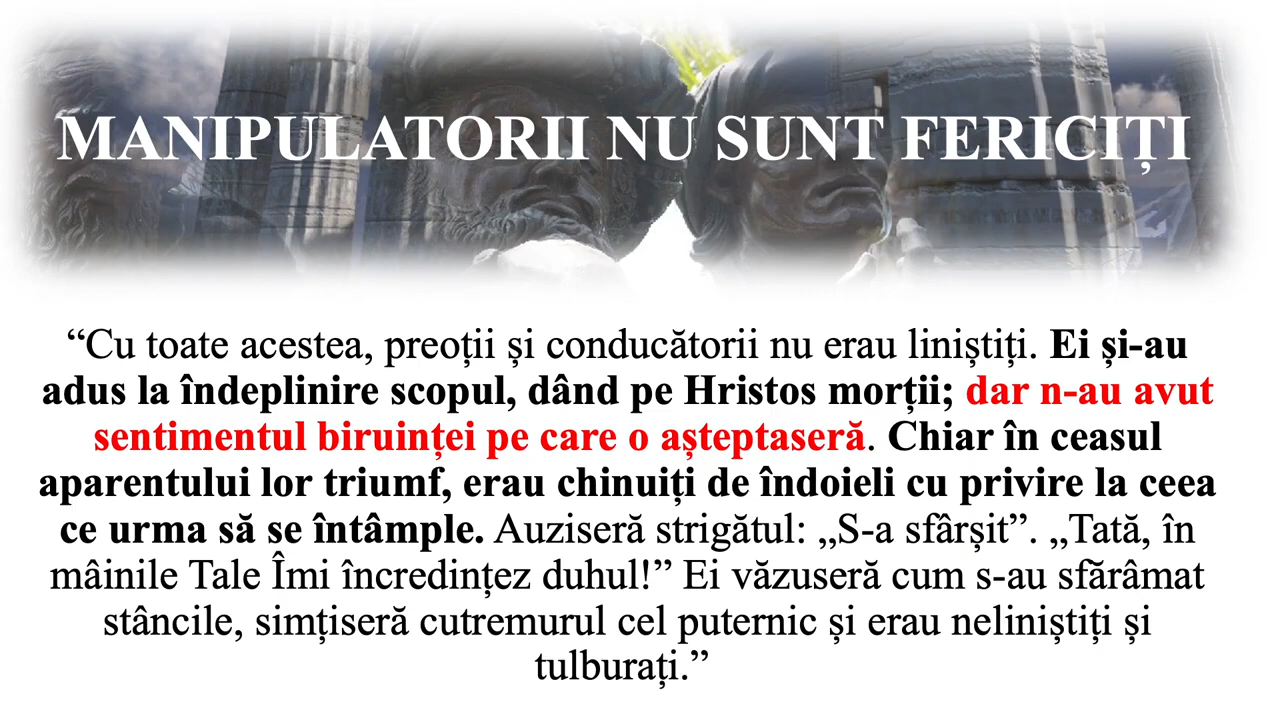 MANIPULATORII NU SUNT FERICIȚI
“Cu toate acestea, preoții și conducătorii nu erau liniștiți. Ei și-au
adus la îndeplinire scopul, dând pe Hristos morții; dar n-au avut
sentimentul biruinței pe care o așteptaseră. Chiar în ceasul
aparentului lor triumf, erau chinuiți de îndoieli cu privire la ceea
ce urma să se întâmple. Auziseră strigătul: „S-a sfârșit”. „Tată, în
mâinile Tale Îmi încredințez duhul!” Ei văzuseră cum s-au sfărâmat
stâncile, simțiseră cutremurul cel puternic și erau neliniștiți și
tulburați.”